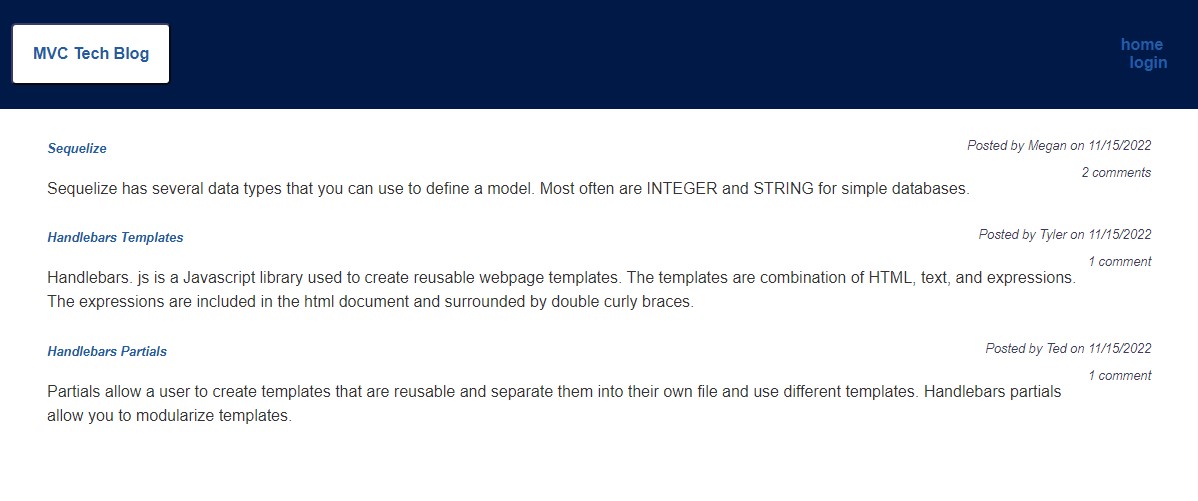 MVC Tech Blog
home
login
Sequelize
Posted by Megan on 11/15/2022
2 comments
Sequelize has several data types that you can use to define a model. Most often are INTEGER and STRING for simple databases.
Handlebars Templates
Posted by Tyler on 11/15/2022
1 comment
Handlebars. js is a Javascript library used to create reusable webpage templates. The templates are combination of HTML, text, and expressions.
The expressions are included in the html document and surrounded by double curly braces.
Handlebars Partials
Posted by Ted on 11/15/2022
1 comment
Partials allow a user to create templates that are reusable and separate them into their own file and use different templates. Handlebars partials
allow you to modularize templates.